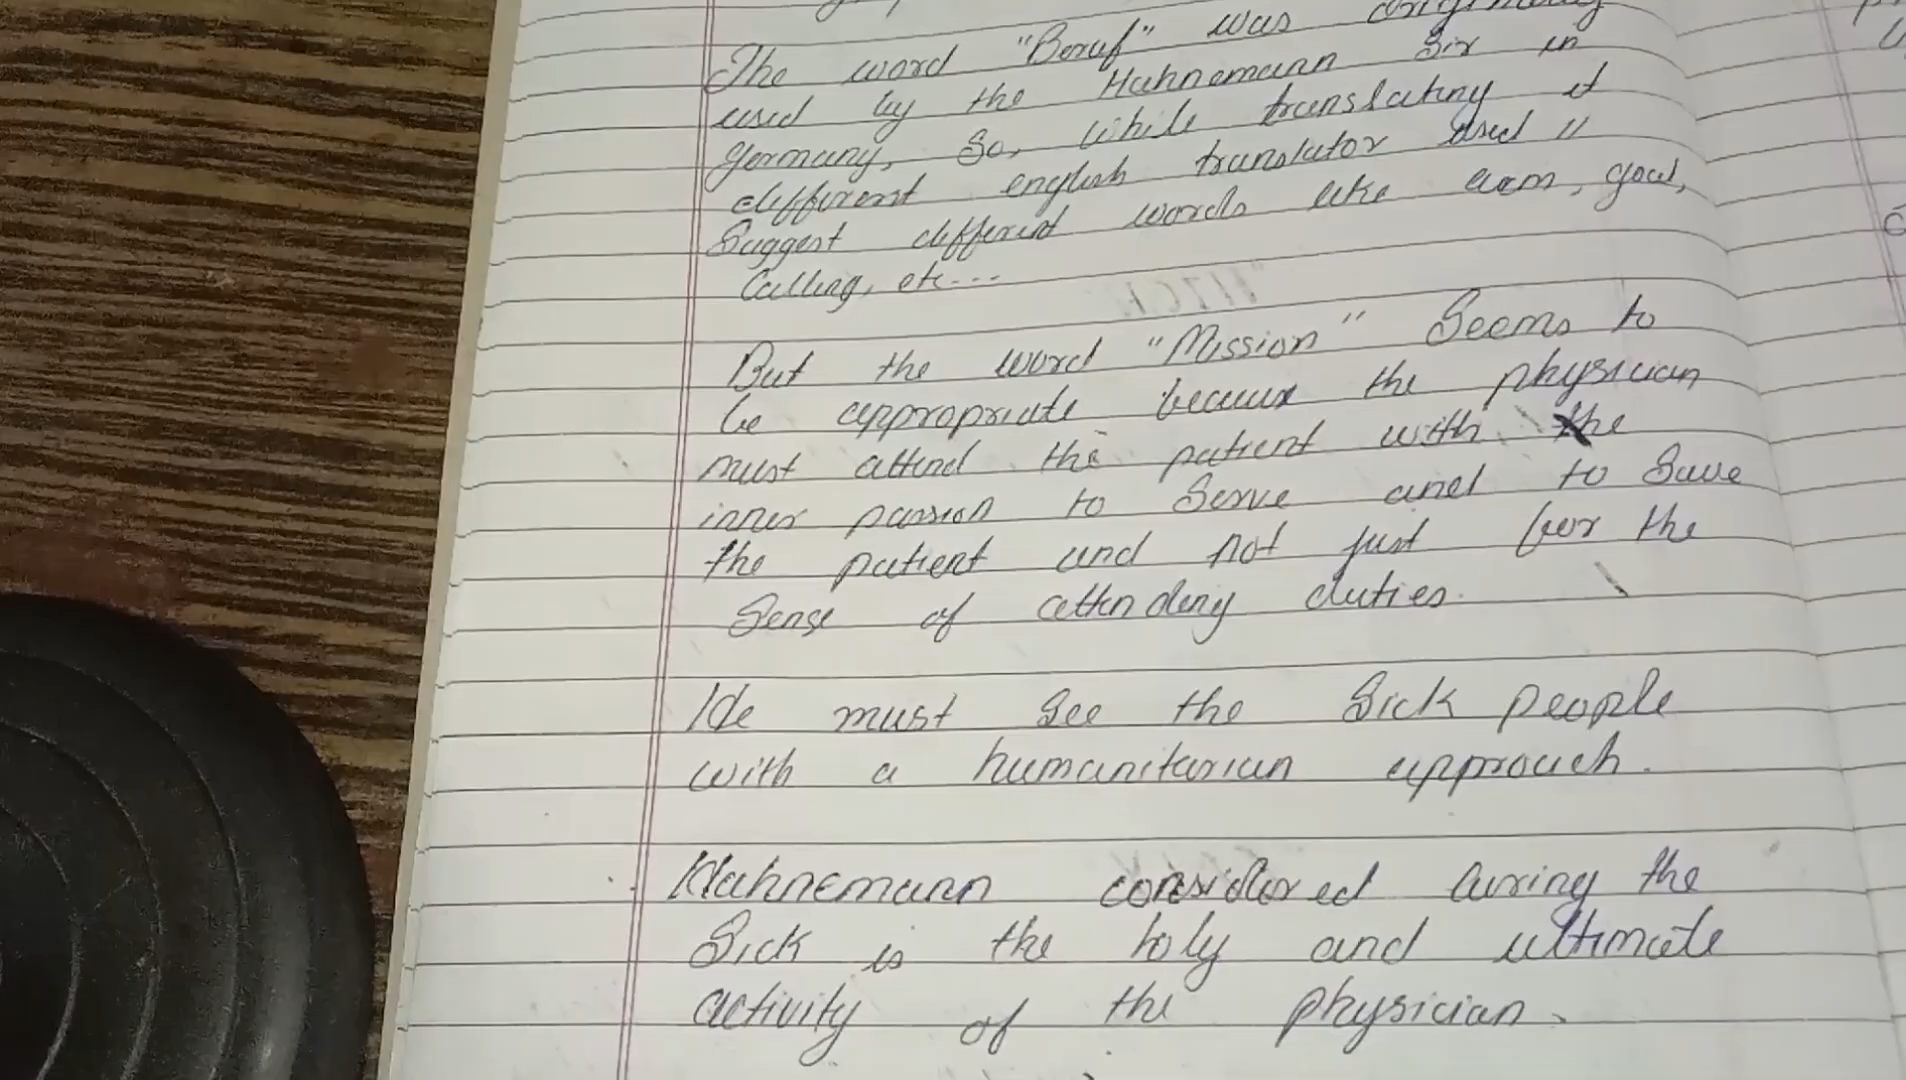 The word "Beruf" was originally
used by the Hahnemann Sir in
Germany, So, while translating it
different english translator used
Suggest different words like aim, goal,
Calling, etc...
But the word "Mission" Seems to
be appropriate because the physician
must attend the patient with the
inner passion to Serve and to Save
the patient and not just for the
Sense of attending duties.
He must See the Sick people
with a humanitarian approach.
Hahnemann considered curing the
Sick is the holy and ultimate
activity of the physician.